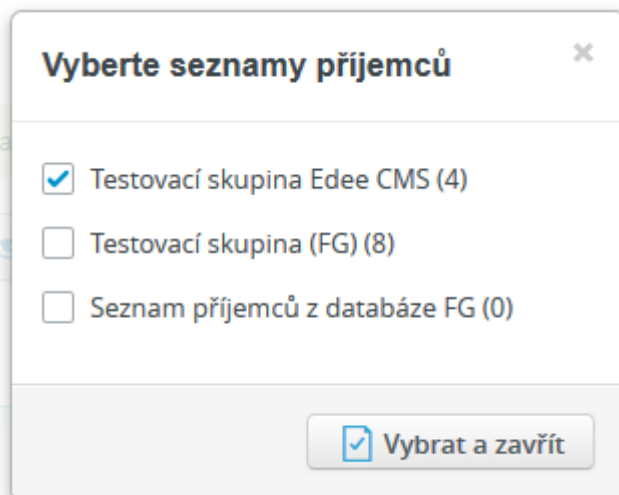 Vyberte seznamy příjemců
Testovací skupina Edee CMS (4)
Testovací skupina (FG) (8)
Seznam příjemců z databáze FG (0)
Vybrat a zavřít